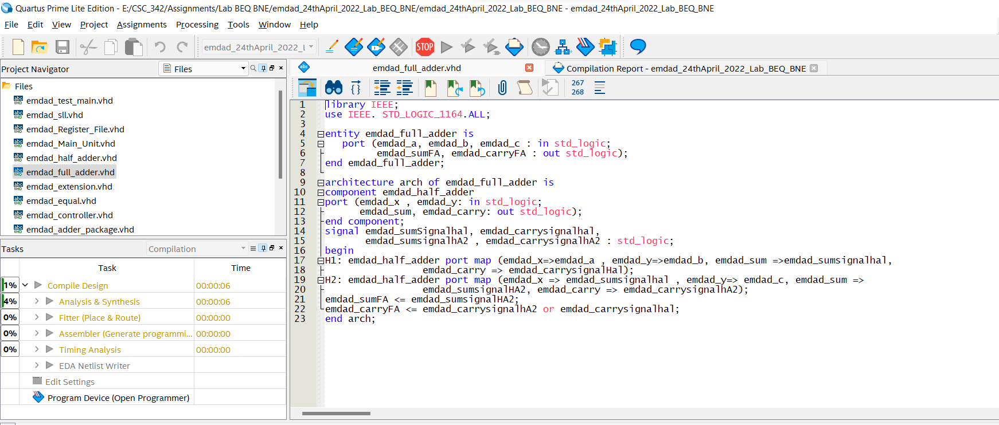 Quartus Prime Lite Edition - E:/CSC_342/Assignments/Lab BEQ BNE/emdad_24thApril_2022_Lab_BEQ_BNE/emdad_24thApril_2022_Lab_BEQ_BNE - emdad_24thApril_2022_Lab_BEQ_BNE
File Edit View Project Assignments Processing Tools Window Help
emdad_24thApril_2022_L
STOP
Project Navigator
Files
Files
emdad_test_main.vhd
emdad_sll.vhd
emdad_Register_File.vhd
emdad_Main_Unit.vhd
emdad_half_adder.vhd
emdad_full_adder.vhd
emdad_extension.vhd
emdad_equal.vhd
emdad_controller.vhd
emdad_adder_package.vhd
Tasks
Compilation
Task Time
1% Compile Design 00:00:06
4% Analysis & Synthesis 00:00:06
0% Fitter (Place & Route) 00:00:00
0% Assembler (Generate programmi... 00:00:00
0% Timing Analysis 00:00:00
EDA Netlist Writer
Edit Settings
Program Device (Open Programmer)
emdad_full_adder.vhd
Compilation Report - emdad_24thApril_2022_Lab_BEQ_BNE
267
268
1 library IEEE;
2 use IEEE. STD_LOGIC_1164.ALL;
3
4 entity emdad_full_adder is
5 port (emdad_a, emdad_b, emdad_c : in std_logic;
6 emdad_sumFA, emdad_carryFA : out std_logic);
7 end emdad_full_adder;
8
9 architecture arch of emdad_full_adder is
10 component emdad_half_adder
11 port (emdad_x , emdad_y: in std_logic;
12 emdad_sum, emdad_carry: out std_logic);
13 end component;
14 signal emdad_sumSignalhal, emdad_carrysignalhal,
15 emdad_sumsignalhA2 , emdad_carrysignalhA2 : std_logic;
16 begin
17 H1: emdad_half_adder port map (emdad_x=>emdad_a , emdad_y=>emdad_b, emdad_sum =>emdad_sumsignalhal,
18 emdad_carry => emdad_carrysignalHal);
19 H2: emdad_half_adder port map (emdad_x => emdad_sumsignalhal , emdad_y=> emdad_c, emdad_sum =>
20 emdad_sumsignalHA2, emdad_carry => emdad_carrysignalhA2);
21 emdad_sumFA <= emdad_sumsignalHA2;
22 emdad_carryFA <= emdad_carrysignalhA2 or emdad_carrysignalhal;
23 end arch;